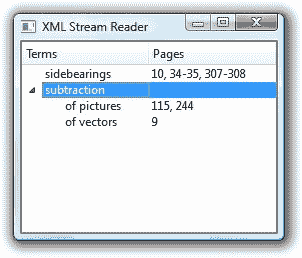 XML Stream Reader
Terms Pages
sidebearings 10, 34-35, 307-308
subtraction
of pictures 115, 244
of vectors 9